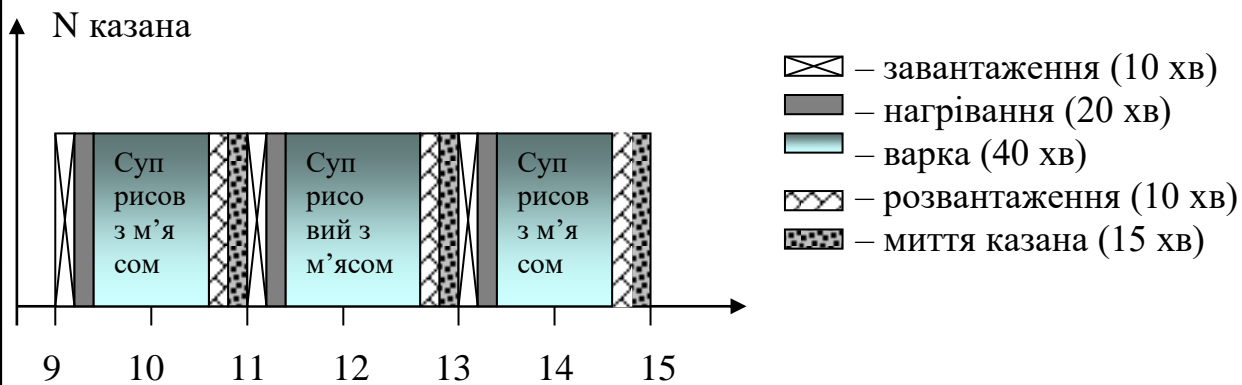 N казана
– завантаження (10 хв)
– нагрівання (20 хв)
– варка (40 хв)
– розвантаження (10 хв)
– миття казана (15 хв)
Суп
рисов
з м’я
сом
Суп
рисо
вий з
м’ясом
Суп
рисов
з м’я
сом
9 10 11 12 13 14 15